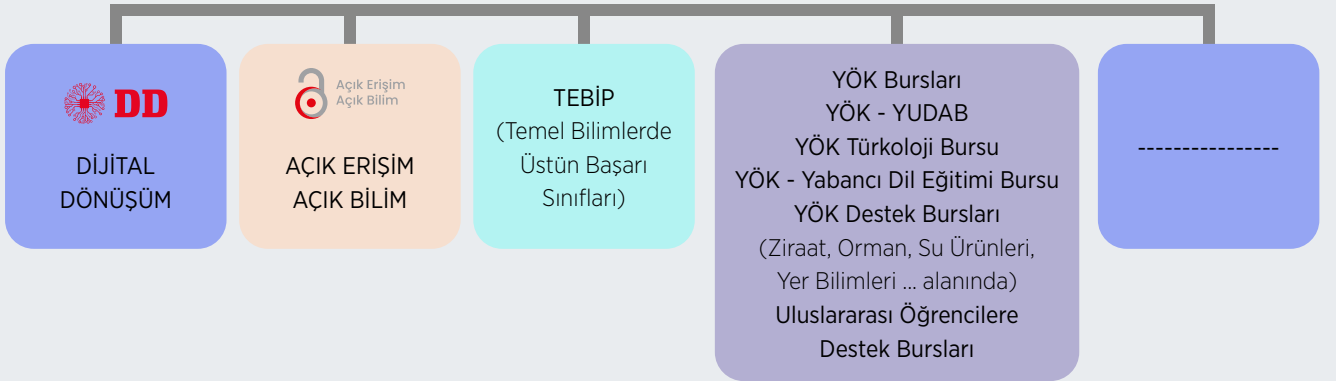 DD
DİJİTAL
DÖNÜŞÜM
Açık Erişim
Açık Bilim
AÇIK ERİŞİM
AÇIK BİLİM
TEBİP
(Temel Bilimlerde
Üstün Başarı
Sınıfları)
YÖK Bursları
YÖK - YUDAB
YÖK Türkoloji Bursu
YÖK - Yabancı Dil Eğitimi Bursu
YÖK Destek Bursları
(Ziraat, Orman, Su Ürünleri,
Yer Bilimleri ... alanında)
Uluslararası Öğrencilere
Destek Bursları
----------------